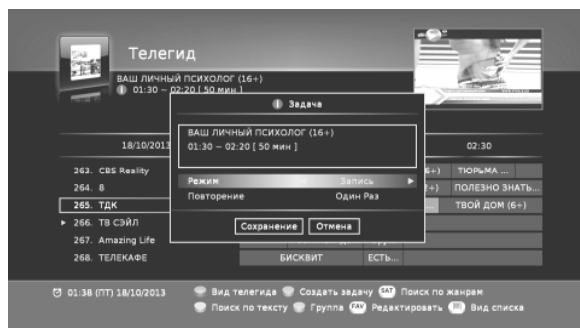 Телегид
ВАШ ЛИЧНЫЙ ПСИХОЛОГ (16+)
01:30 ~ 02:20 [ 50 мин ]
Задача
ВАШ ЛИЧНЫЙ ПСИХОЛОГ (16+)
01:30 ~ 02:20 [ 50 мин ]
18/10/2013 02:30
263. CBS Reality 6+) ТЮРЬМА ...
Режим Запись
264. 8 +) ПОЛЕЗНО ЗНАТЬ...
Повторение Один Раз
265. ТДК ... ТВОЙ ДОМ (6+)
266. ТВ СЭЙЛ
Сохранение Отмена
267. Amazing Life
268. ТЕЛЕКАФЕ БИСКВИТ ЕСТЬ...
01:38 (ПТ) 18/10/2013 Вид телегида Создать задачу SAT Поиск по жанрам
Поиск по тексту Группа FAV Редактировать Вид списка